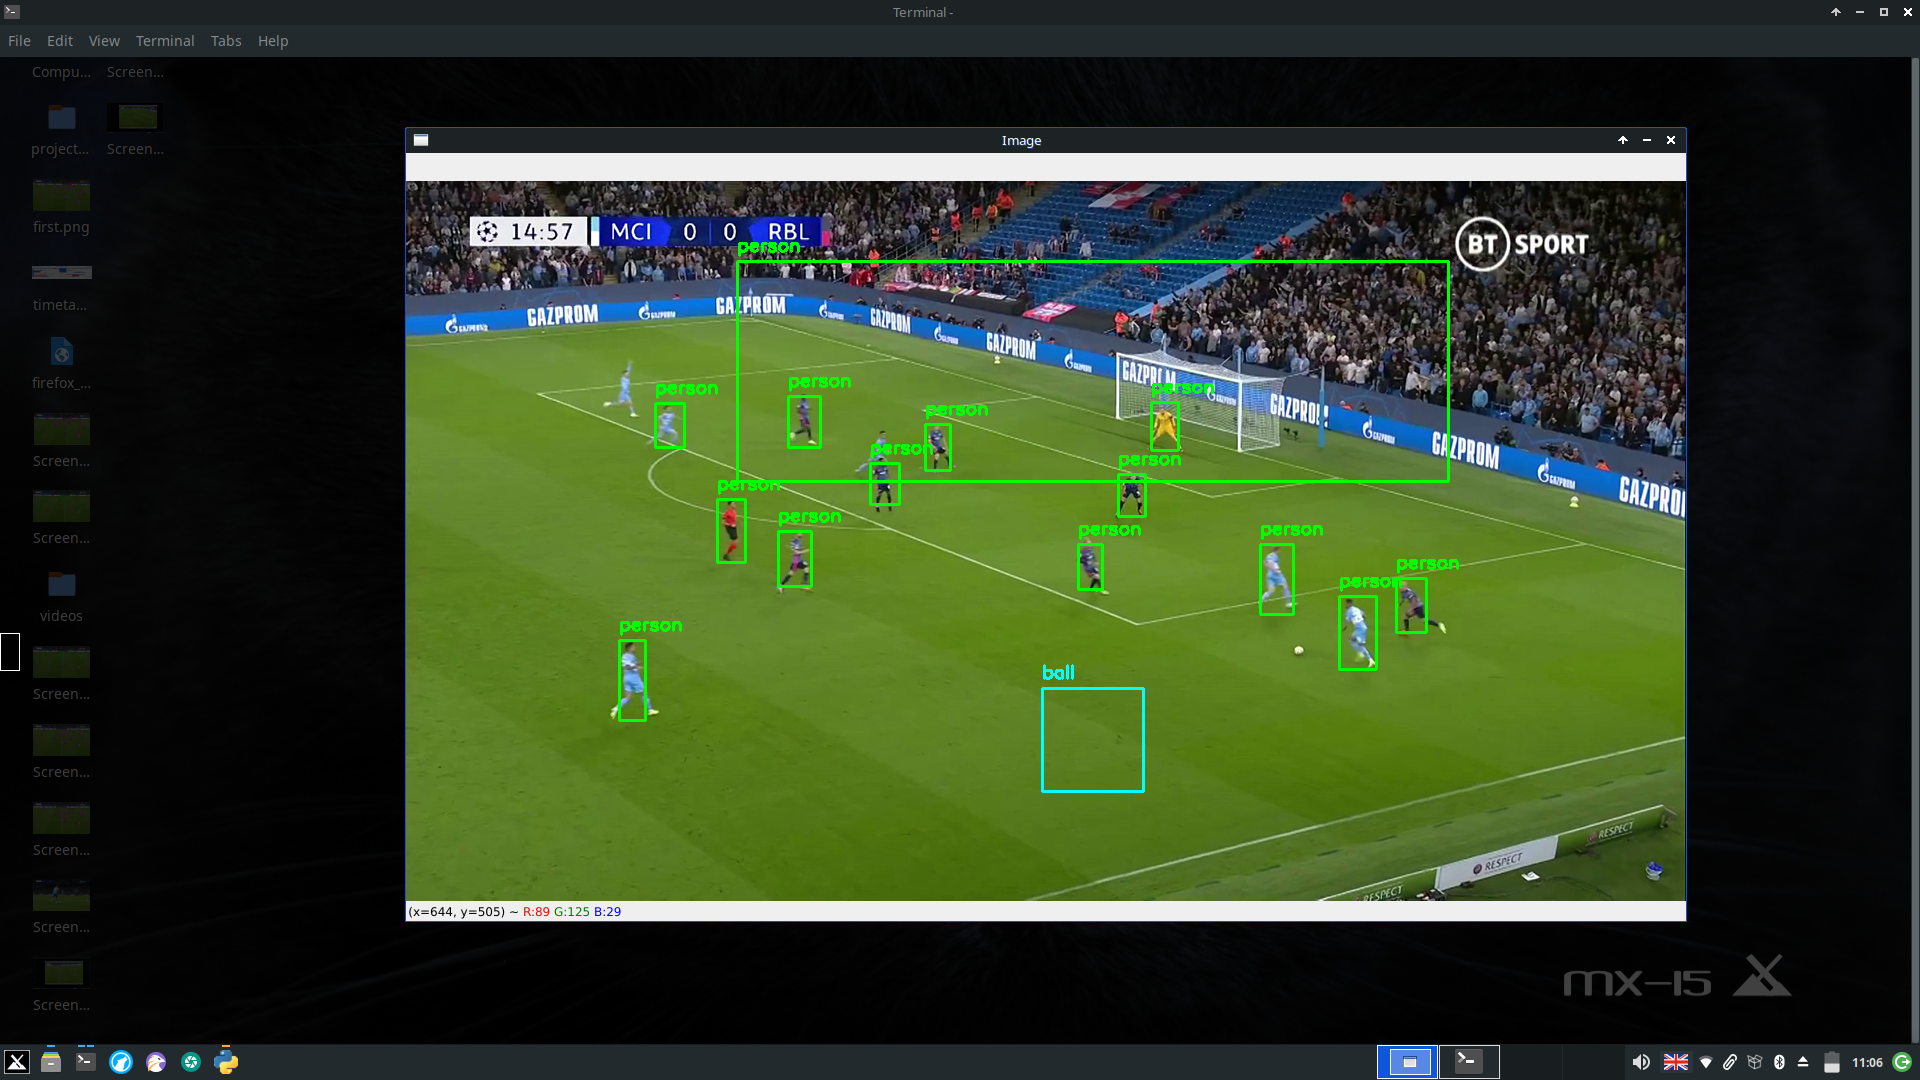 Terminal -
File Edit View Terminal Tabs Help
Compu... Screen...
project... Screen...
first.png
timeta...
firefox_...
Screen...
Screen...
videos
Screen...
Screen...
Screen...
Screen...
Screen...
Image
14:57 MCI 0 0 RBL
BT SPORT
person
GAZPROM GAZPROM GAZPROM GAZPROM GAZPROM GAZPROM GAZPROM GAZPROM
person
person
person
person
person
person
person
person
person
person
person
person
person
person
ball
RESPECT
RESPECT
RESPECT
(x=644, y=505) ~ R:89 G:125 B:29
mx-15
11:06